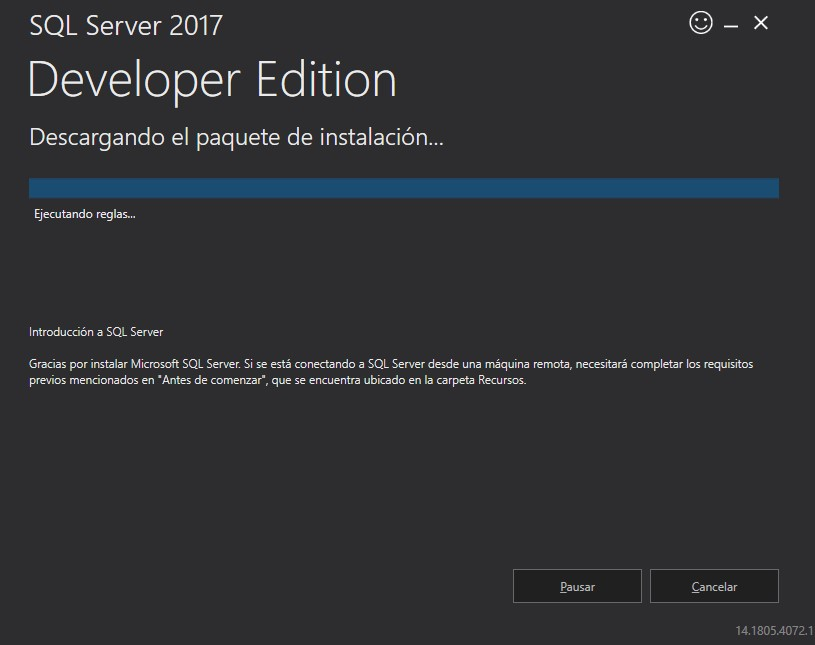 SQL Server 2017
Developer Edition
Descargando el paquete de instalación...
Ejecutando reglas...
Introducción a SQL Server
Gracias por instalar Microsoft SQL Server. Si se está conectando a SQL Server desde una máquina remota, necesitará completar los requisitos
previos mencionados en "Antes de comenzar", que se encuentra ubicado en la carpeta Recursos.
Pausar
Cancelar
14.1805.4072.1